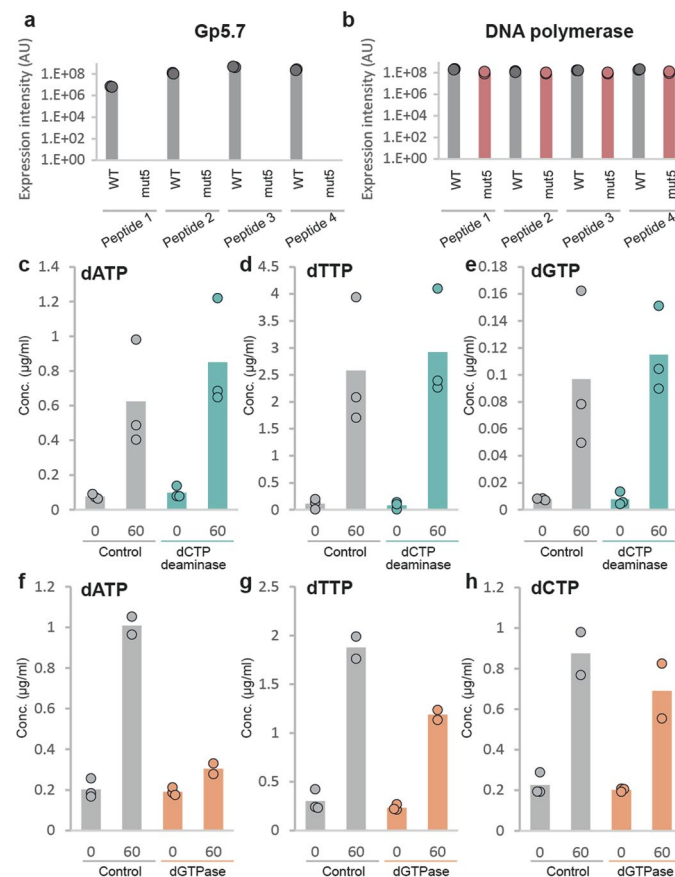 a
Gp5.7
Expression intensity (AU)
1.E+08
1.E+06
1.E+04
1.E+02
1.E+00
WT mut5 WT mut5 WT mut5 WT mut5
Peptide 1 Peptide 2 Peptide 3 Peptide 4
b
DNA polymerase
Expression intensity (AU)
1.E+08
1.E+06
1.E+04
1.E+02
1.E+00
WT mut5 WT mut5 WT mut5 WT mut5
Peptide 1 Peptide 2 Peptide 3 Peptide 4
c
dATP
Conc. (µg/ml)
1.4
1.2
1
0.8
0.6
0.4
0.2
0
0 60 0 60
Control dCTP
deaminase
d
dTTP
Conc. (µg/ml)
4.5
4
3.5
3
2.5
2
1.5
1
0.5
0
0 60 0 60
Control dCTP
deaminase
e
dGTP
Conc. (µg/ml)
0.18
0.16
0.14
0.12
0.1
0.08
0.06
0.04
0.02
0
0 60 0 60
Control dCTP
deaminase
f
dATP
Conc. (µg/ml)
1.2
1
0.8
0.6
0.4
0.2
0
0 60 0 60
Control dGTPase
g
dTTP
Conc. (µg/ml)
2.5
2
1.5
1
0.5
0
0 60 0 60
Control dGTPase
h
dCTP
Conc. (µg/ml)
1.2
1
0.8
0.6
0.4
0.2
0
0 60 0 60
Control dGTPase